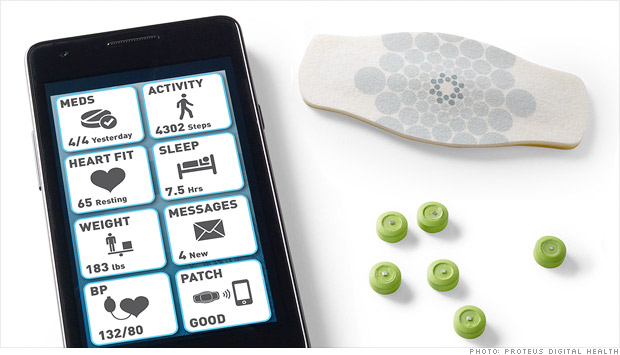 MEDS
4/4 Yesterday
ACTIVITY
4302 Steps
HEART FIT
65 Resting
SLEEP
7.5 Hrs
WEIGHT
183 lbs
MESSAGES
4 New
BP
132/80
PATCH
GOOD
PHOTO: PROTEUS DIGITAL HEALTH